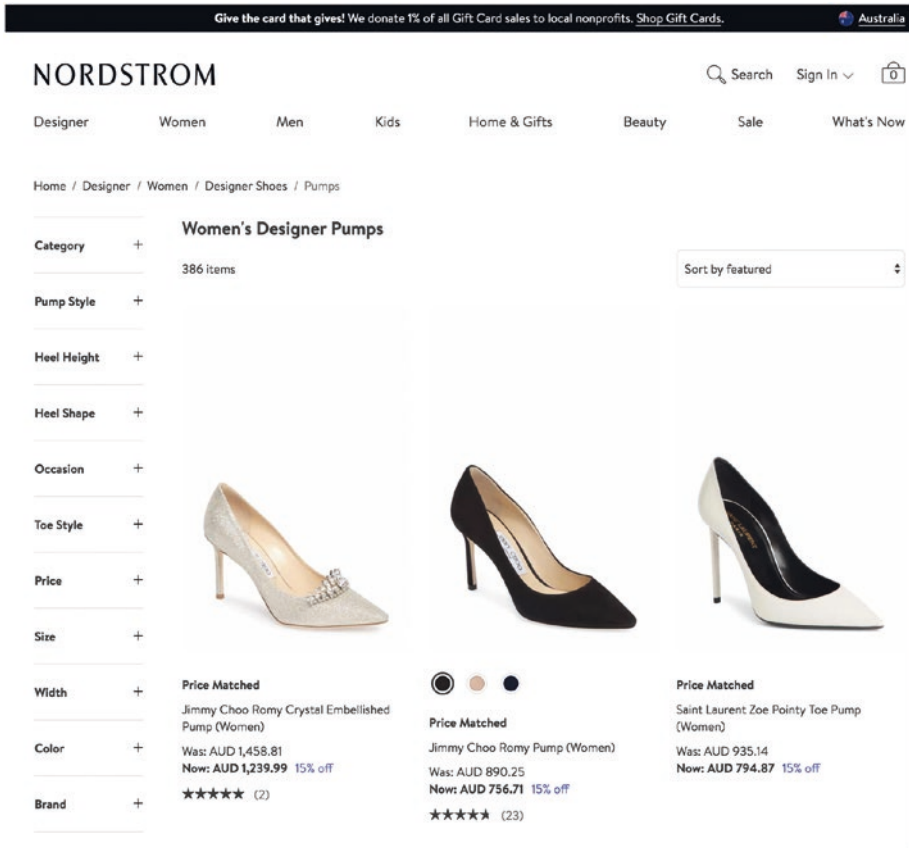 Give the card that gives! We donate 1% of all Gift Card sales to local nonprofits. Shop Gift Cards.
Australia
NORDSTROM
Search
Sign In
0
Designer
Women
Men
Kids
Home & Gifts
Beauty
Sale
What's Now
Home / Designer / Women / Designer Shoes / Pumps
Category +
Pump Style +
Heel Height +
Heel Shape +
Occasion +
Toe Style +
Price +
Size +
Width +
Color +
Brand +
Women's Designer Pumps
386 items
Sort by featured
Price Matched
Jimmy Choo Romy Crystal Embellished
Pump (Women)
Was: AUD 1,458.81
Now: AUD 1,239.99 15% off
★★★★★ (2)
Price Matched
Jimmy Choo Romy Pump (Women)
Was: AUD 890.25
Now: AUD 756.71 15% off
(23)
Price Matched
Saint Laurent Zoe Pointy Toe Pump
(Women)
Was: AUD 935.14
Now: AUD 794.87 15% off